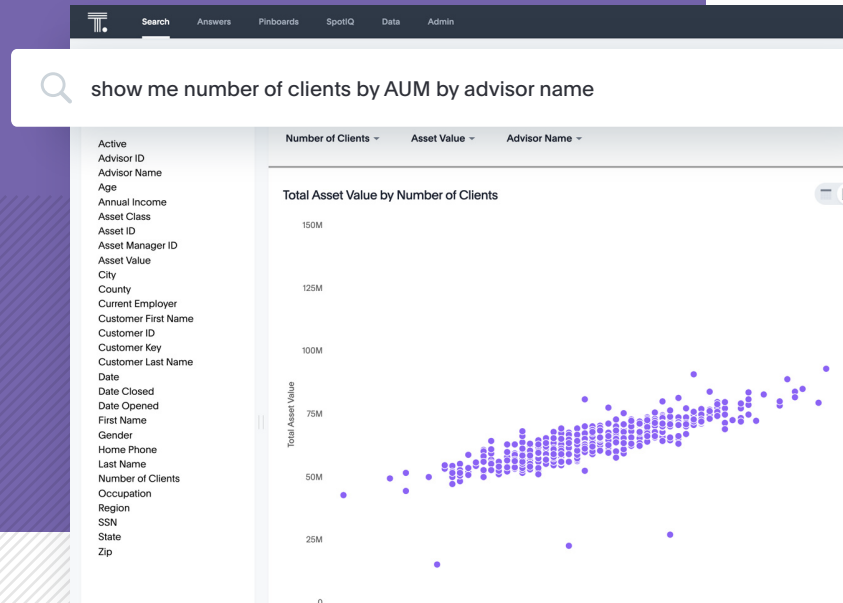 Search Answers Pinboards SpotIQ Data Admin
show me number of clients by AUM by advisor name
Number of Clients Asset Value Advisor Name
Active
Advisor ID
Advisor Name
Age
Annual Income
Asset Class
Asset ID
Asset Manager ID
Asset Value
City
County
Current Employer
Customer First Name
Customer ID
Customer Key
Customer Last Name
Date
Date Closed
Date Opened
First Name
Gender
Home Phone
Last Name
Number of Clients
Occupation
Region
SSN
State
Zip
Total Asset Value by Number of Clients
150M
125M
100M
75M
50M
25M
0
Total Asset Value